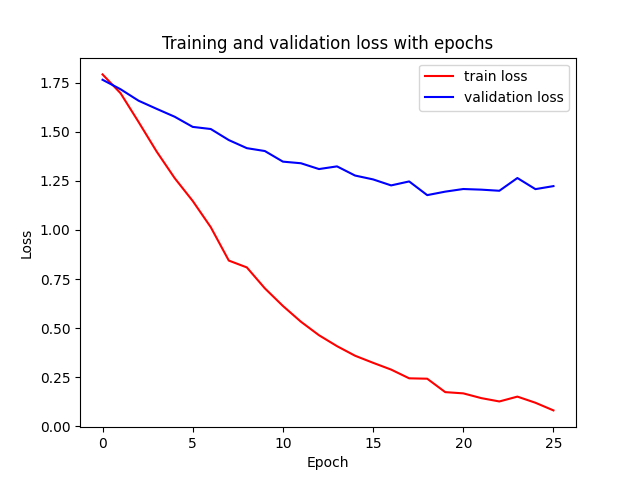 Training and validation loss with epochs
train loss
validation loss
Loss
1.75
1.50
1.25
1.00
0.75
0.50
0.25
0.00
0
5
10
15
20
25
Epoch